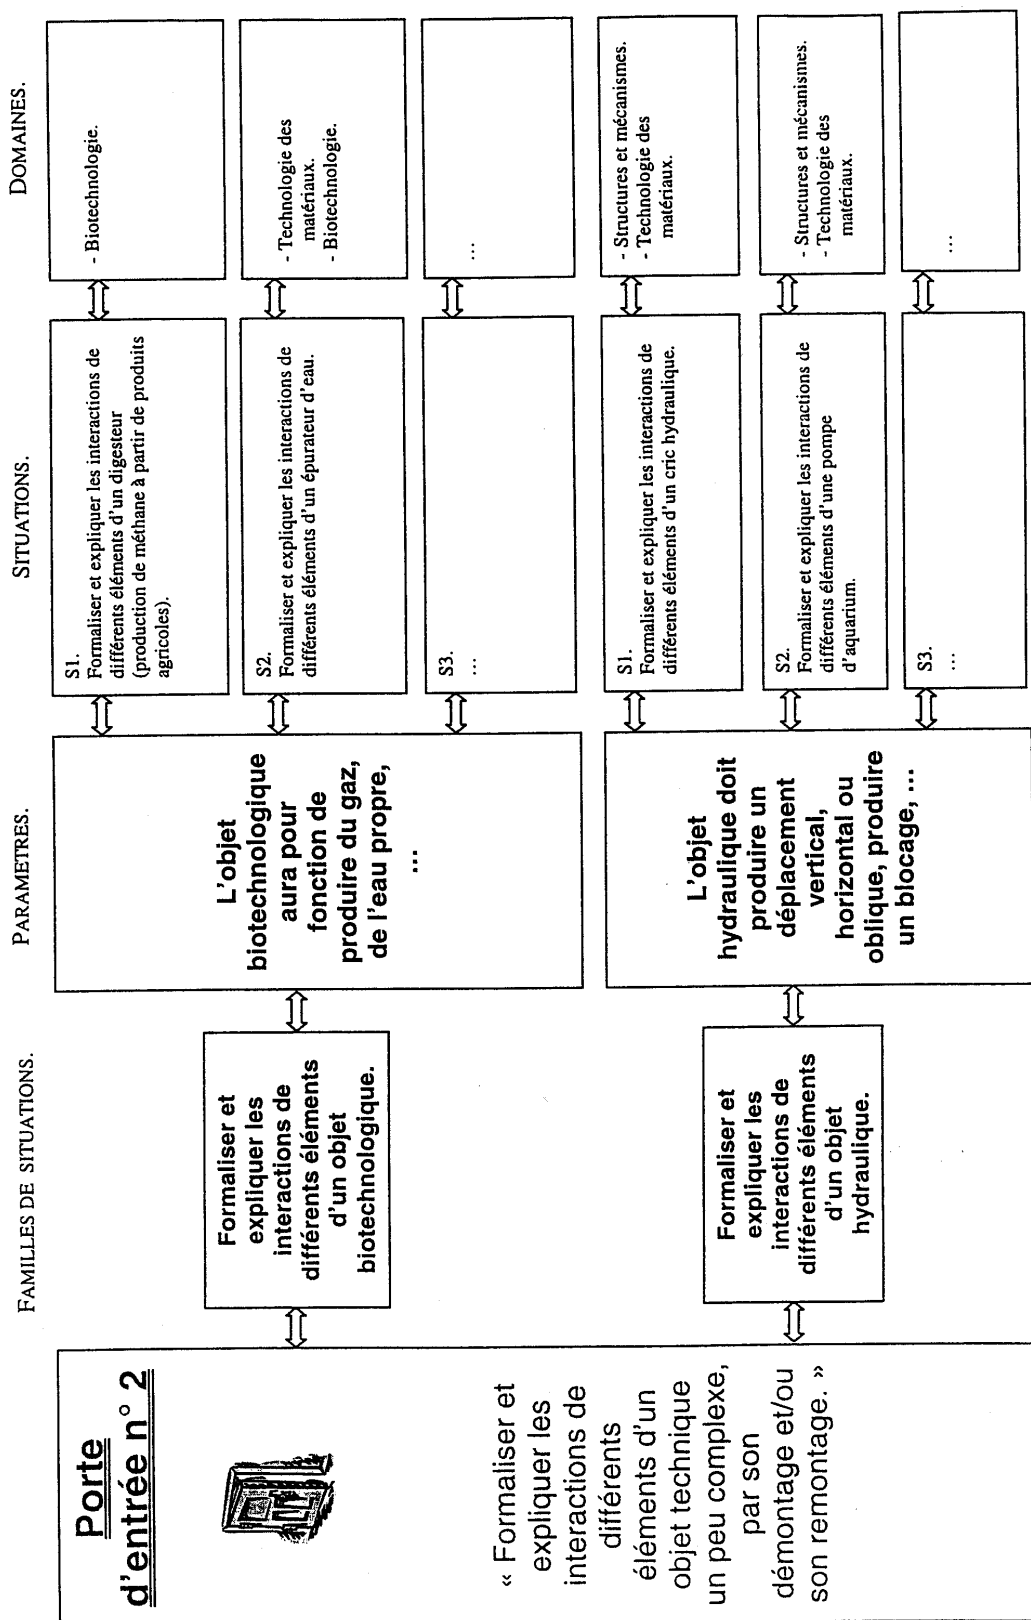 Porte
d'entrée n° 2
« Formaliser et
expliquer les
interactions de
différents
éléments d'un
objet technique
un peu complexe,
par son
démontage et/ou
son remontage. »
FAMILLES DE SITUATIONS.
Formaliser et
expliquer les
interactions de
différents éléments
d'un objet
biotechnologique.
Formaliser et
expliquer les
interactions de
différents éléments
d'un objet
hydraulique.
PARAMETRES.
L'objet
biotechnologique
aura pour
fonction de
produire du gaz,
de l'eau propre,
...
L'objet
hydraulique doit
produire un
déplacement
vertical,
horizontal ou
oblique, produire
un blocage, ...
SITUATIONS.
S1.
Formaliser et expliquer les interactions de
différents éléments d'un digesteur
(production de méthane à partir de produits
agricoles).
S2.
Formaliser et expliquer les interactions de
différents éléments d'un épurateur d'eau.
S3.
...
S1.
Formaliser et expliquer les interactions de
différents éléments d'un cric hydraulique.
S2.
Formaliser et expliquer les interactions de
différents éléments d'une pompe
d'aquarium.
S3.
...
DOMAINES.
- Biotechnologie.
- Technologie des
matériaux.
- Biotechnologie.
...
- Structures et mécanismes.
- Technologie des
matériaux.
- Structures et mécanismes.
- Technologie des
matériaux.
...